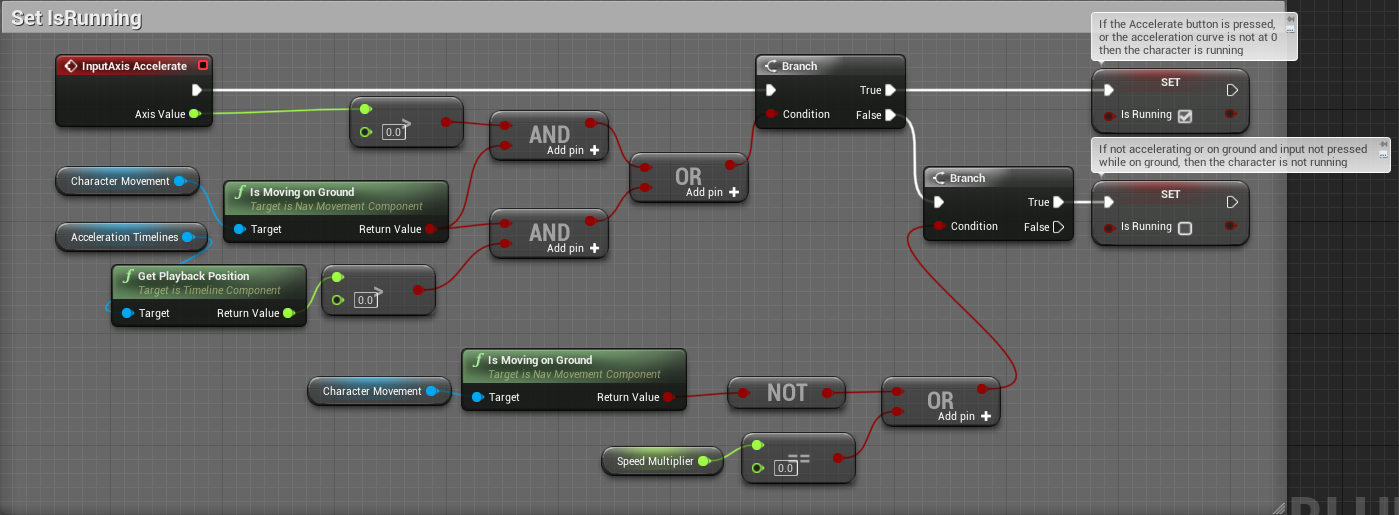 Set IsRunning
If the Accelerate button is pressed,
or the acceleration curve is not at 0
then the character is running
InputAxis Accelerate
Axis Value
0.0
>
AND
Add pin
Branch
Condition
True
False
SET
Is Running
OR
Add pin
If not accelerating or on ground and input not pressed
while on ground, then the character is not running
Character Movement
Is Moving on Ground
Target is Nav Movement Component
Target
Return Value
AND
Add pin
Branch
Condition
True
False
SET
Is Running
Acceleration Timelines
Get Playback Position
Target is Timeline Component
Target
Return Value
0.0
>
Is Moving on Ground
Target is Nav Movement Component
Target
Return Value
Character Movement
NOT
OR
Add pin
Speed Multiplier
0.0
==